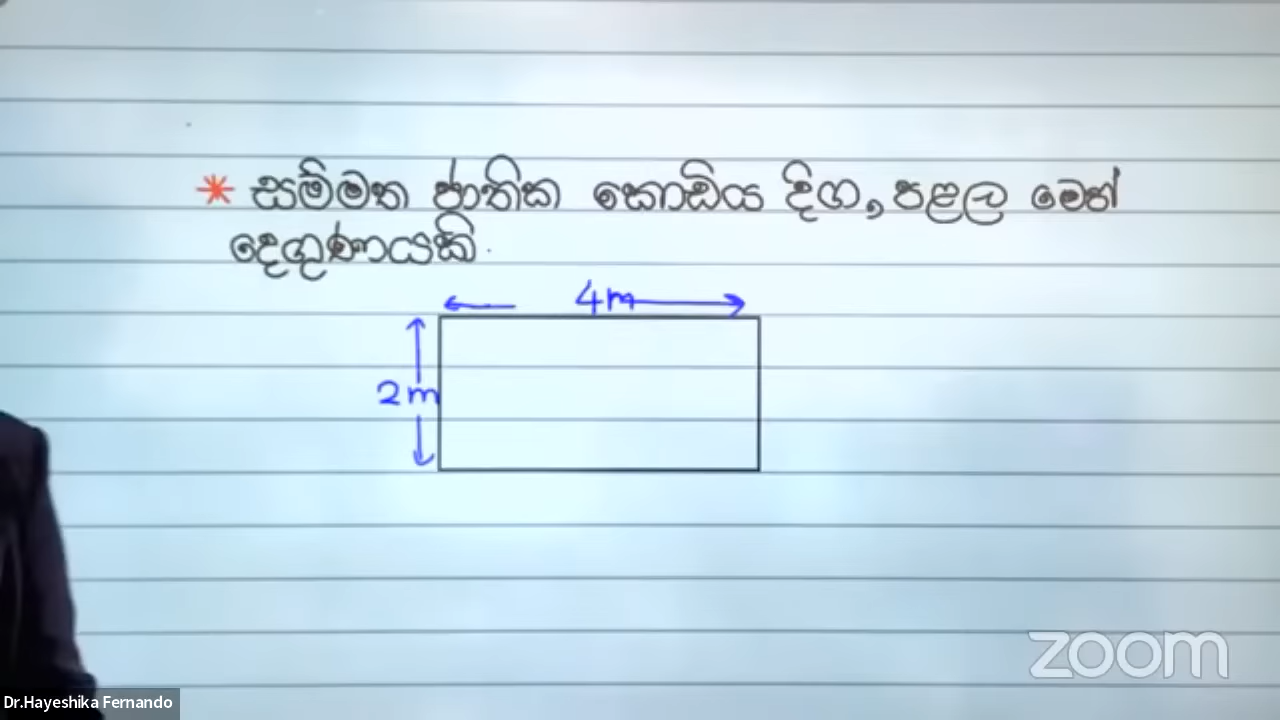 * සම්මත ජාතික කොඩිය දිග, පළල මෙන්
දෙගුණයකි.
4m
2m
zoom
Dr.Hayeshika Fernando